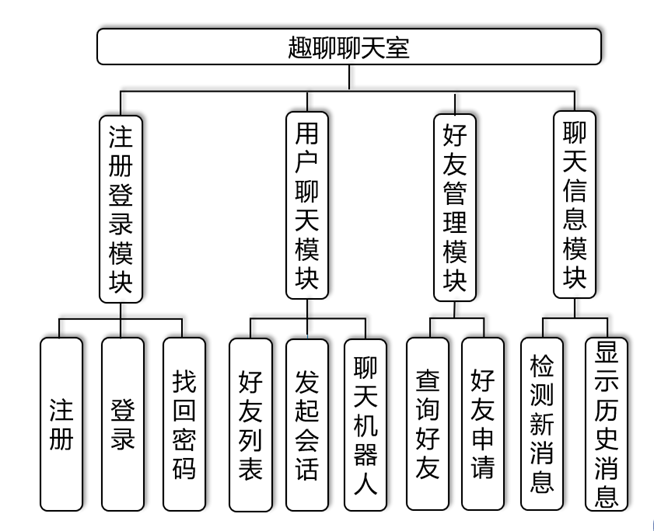 趣聊聊天室
注册登录模块
用户聊天模块
好友管理模块
聊天信息模块
注册
登录
找回密码
好友列表
发起会话
聊天机器人
查询好友
好友申请
检测新消息
显示历史消息